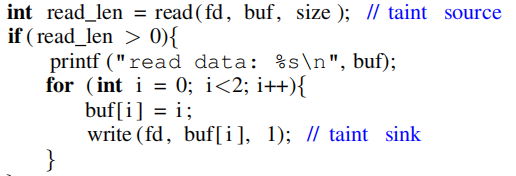 int read_len = read(fd, buf, size ); // taint source
if(read_len > 0){
printf ("read data: %s\n", buf);
for (int i = 0; i<2; i++){
buf[i] = i;
write(fd, buf[i], 1); // taint sink
}